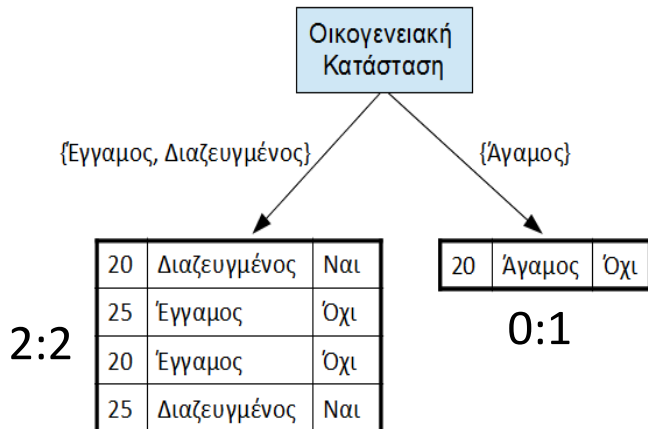 Οικογενειακή
Κατάσταση
{Έγγαμος, Διαζευγμένος}
{Άγαμος}
20 Διαζευγμένος Ναι
25 Έγγαμος Όχι
20 Έγγαμος Όχι
25 Διαζευγμένος Ναι
2:2
20 Άγαμος Όχι
0:1